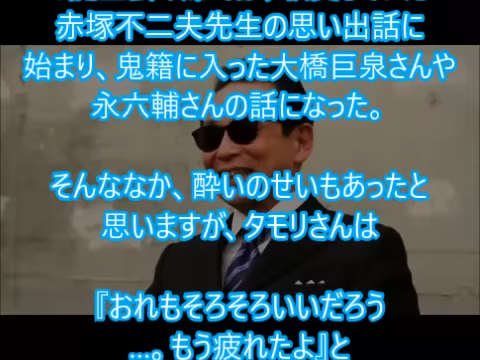 赤塚不二夫先生の思い出話に
始まり、鬼籍に入った大橋巨泉さんや
永六輔さんの話になった。
そんななか、酔いのせいもあったと
思いますが、タモリさんは
『おれもそろそろいいだろう
…。もう疲れたよ』と